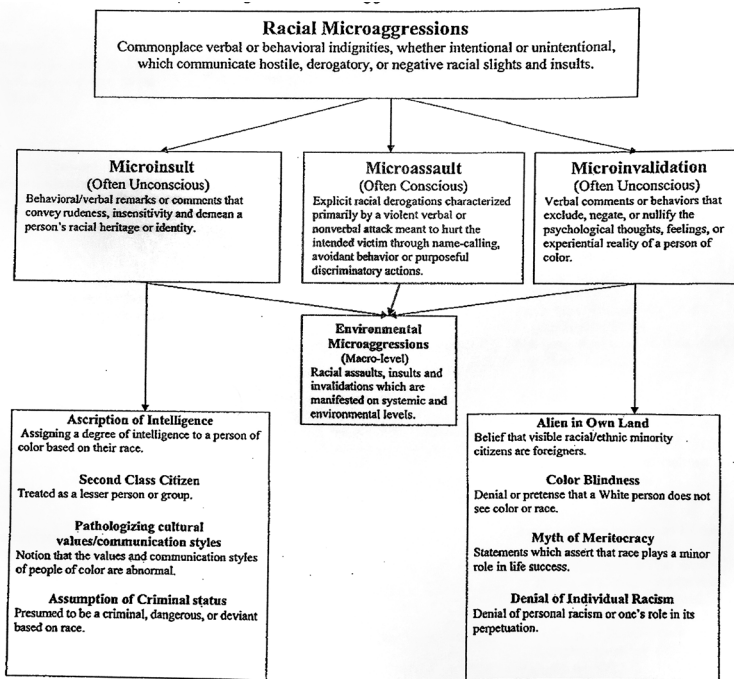 Racial Microaggressions
Commonplace verbal or behavioral indignities, whether intentional or unintentional,
which communicate hostile, derogatory, or negative racial slights and insults.
Microinsult
(Often Unconscious)
Behavioral/verbal remarks or comments that
convey rudeness, insensitivity and demean a
person's racial heritage or identity.
Microassault
(Often Conscious)
Explicit racial derogations characterized
primarily by a violent verbal or
nonverbal attack meant to hurt the
intended victim through name-calling,
avoidant behavior or purposeful
discriminatory actions.
Microinvalidation
(Often Unconscious)
Verbal comments or behaviors that
exclude, negate, or nullify the
psychological thoughts, feelings, or
experiential reality of a person of
color.
Environmental
Microaggressions
(Macro-level)
Racial assaults, insults and
invalidations which are
manifested on systemic and
environmental levels.
Ascription of Intelligence
Assigning a degree of intelligence to a person of
color based on their race.
Second Class Citizen
Treated as a lesser person or group.
Pathologizing cultural
values/communication styles
Notion that the values and communication styles
of people of color are abnormal.
Assumption of Criminal status
Presumed to be a criminal, dangerous, or deviant
based on race.
Alien in Own Land
Belief that visible racial/ethnic minority
citizens are foreigners.
Color Blindness
Denial or pretense that a White person does not
see color or race.
Myth of Meritocracy
Statements which assert that race plays a minor
role in life success.
Denial of Individual Racism
Denial of personal racism or one's role in its
perpetuation.